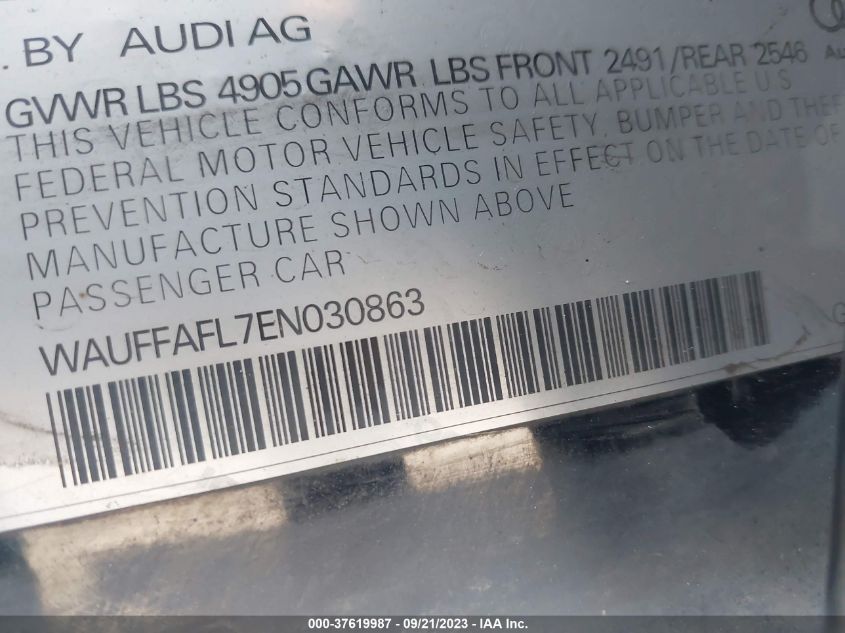 . BY AUDI AG
GVWR LBS 4905 GAWR LBS FRONT 2491/REAR 2546
THIS VEHICLE CONFORMS TO ALL APPLICABLE U S
FEDERAL MOTOR VEHICLE SAFETY, BUMPER AND THEF
PREVENTION STANDARDS IN EFFECT ON THE DATE OF
MANUFACTURE SHOWN ABOVE
PASSENGER CAR
WAUFFAFL7EN030863
000-37619987 - 09/21/2023 - IAA Inc.